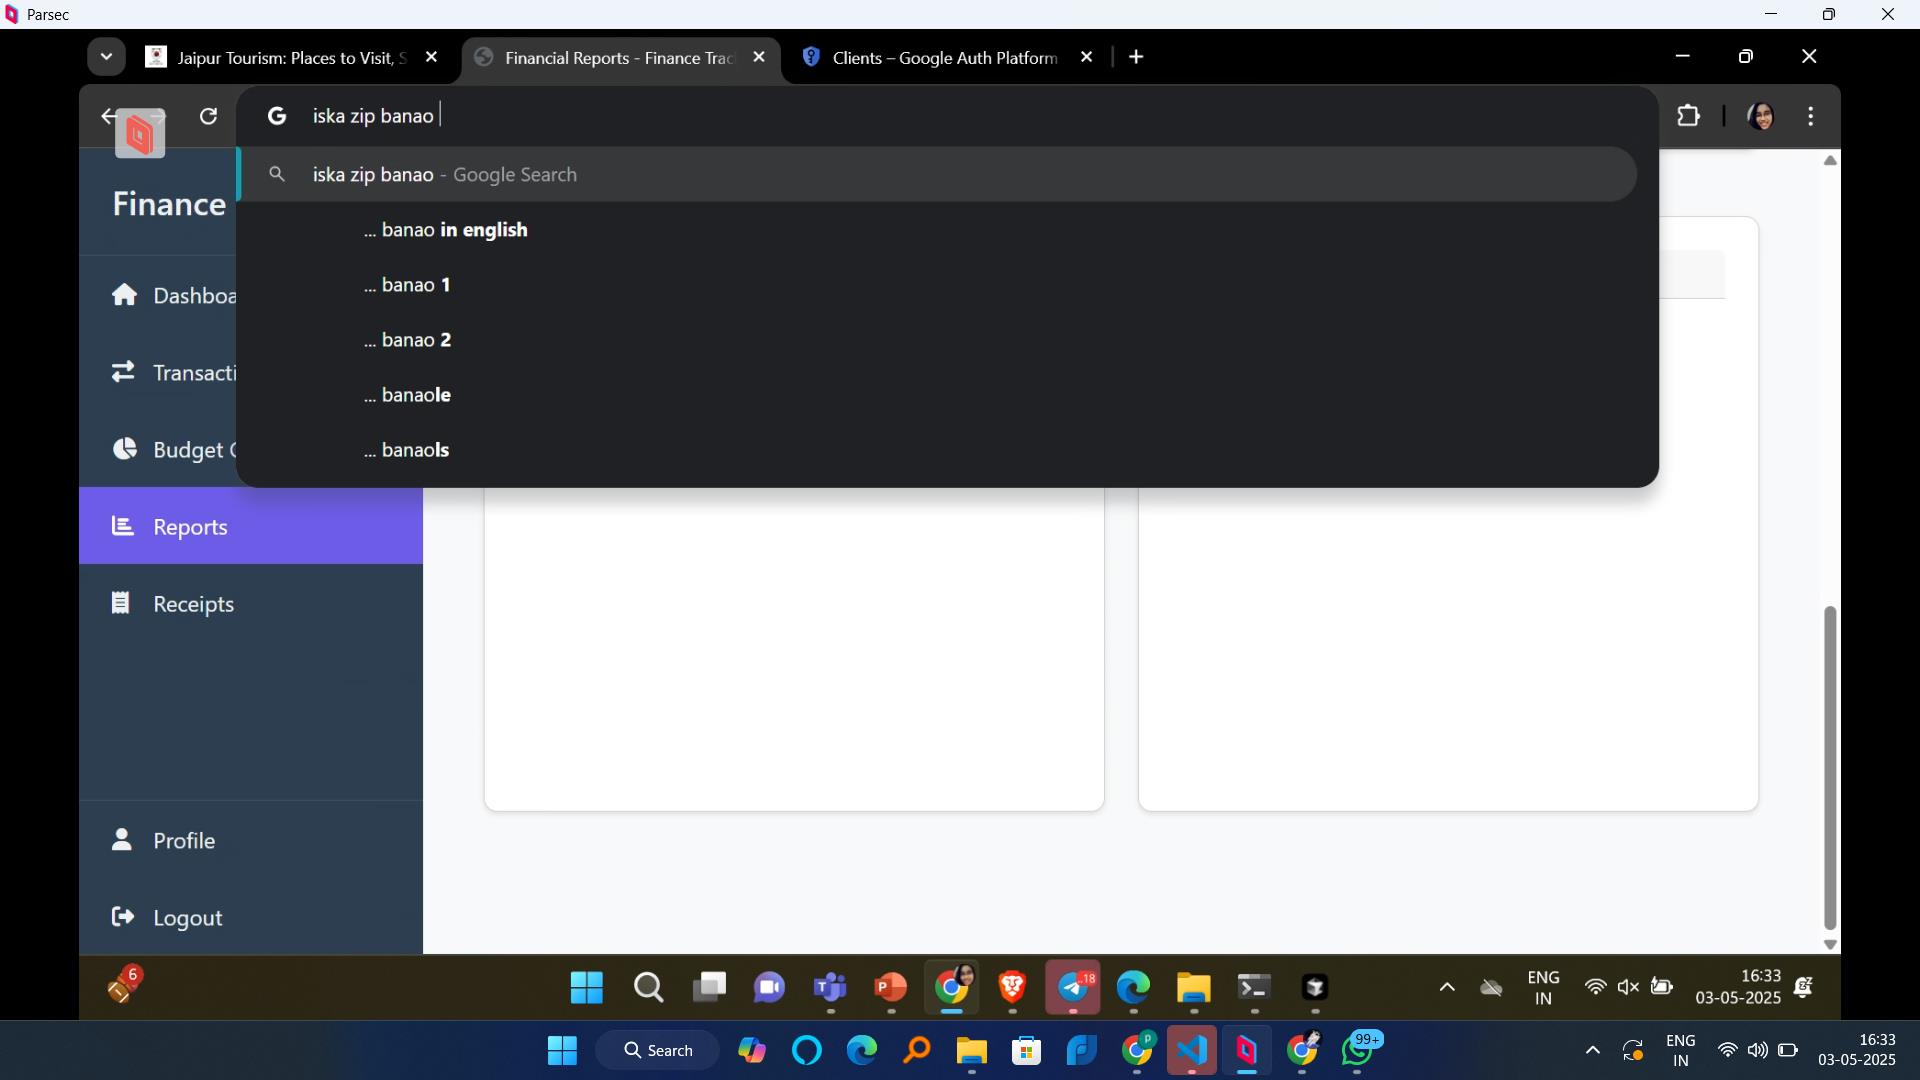 Parsec
Jaipur Tourism: Places to Visit, S
Financial Reports - Finance Trac
Clients – Google Auth Platform
iska zip banao
iska zip banao - Google Search
... banao in english
... banao 1
... banao 2
... banaole
... banaols
Finance
Dashboa
Transacti
Budget
Reports
Receipts
Profile
Logout
6
18
ENG
IN
16:33
03-05-2025
Search
P
99+
ENG
IN
16:33
03-05-2025